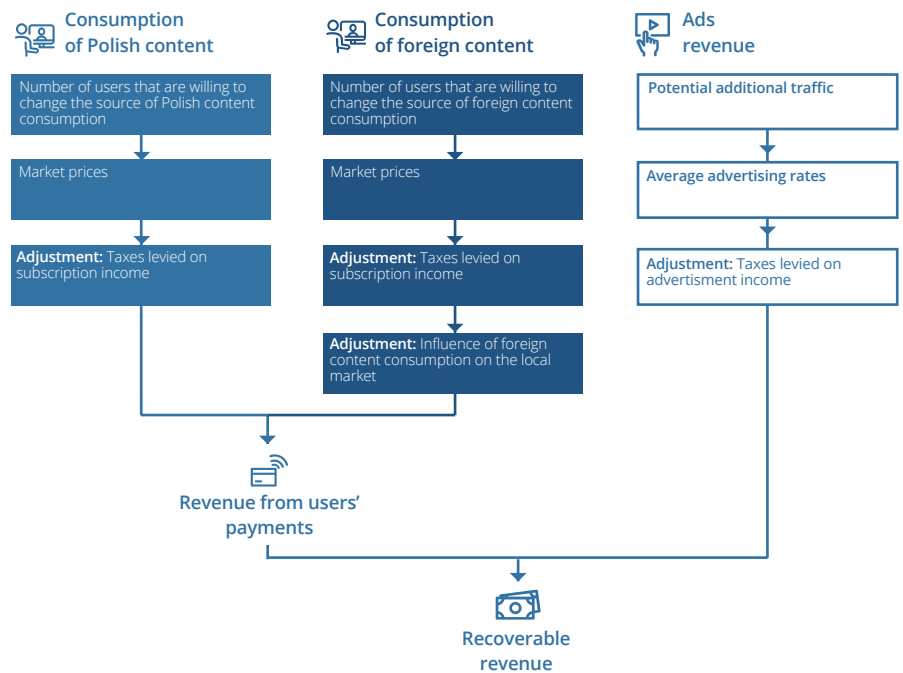 Consumption
of Polish content
Number of users that are willing to
change the source of Polish content
consumption
Market prices
Adjustment: Taxes levied on
subscription income
Consumption
of foreign content
Number of users that are willing to
change the source of foreign content
consumption
Market prices
Adjustment: Taxes levied on
subscription income
Adjustment: Influence of foreign
content consumption on the local
market
Ads
revenue
Potential additional traffic
Average advertising rates
Adjustment: Taxes levied on
advertisment income
Revenue from users’
payments
Recoverable
revenue